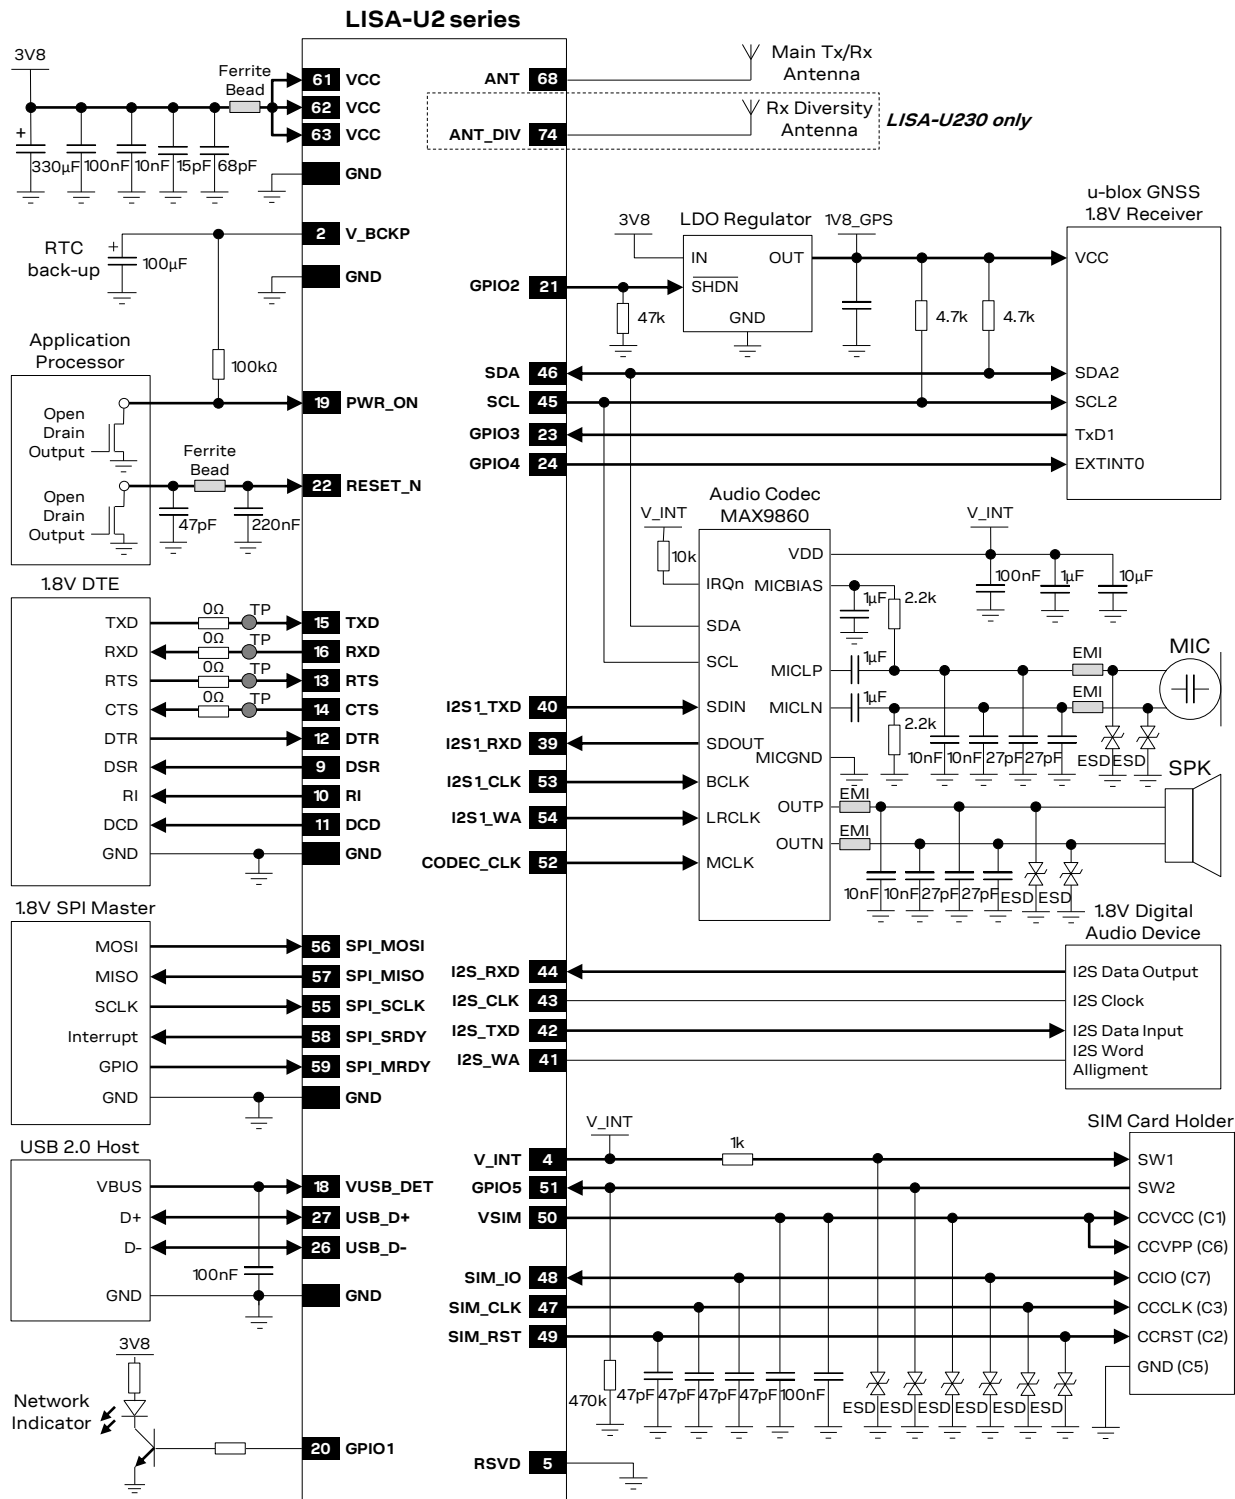 LISA-U2 series
3V8
Ferrite
Bead
61 VCC
62 VCC
63 VCC
+
330µF 100nF 10nF 15pF 68pF
GND
ANT 68
Main Tx/Rx
Antenna
ANT_DIV 74
Rx Diversity
Antenna
LISA-U230 only
2 V_BCKP
RTC
back-up
+
100µF
GND
u-blox GNSS
1.8V Receiver
3V8
LDO Regulator
1V8_GPS
IN
OUT
SHDN
GND
GPIO2 21
47k
4.7k
4.7k
VCC
Application
Processor
100kΩ
Open
Drain
Output
19 PWR_ON
SDA 46
SDA2
SCL 45
SCL2
GPIO3 23
TxD1
GPIO4 24
EXTINT0
Ferrite
Bead
Open
Drain
Output
22 RESET_N
47pF
220nF
Audio Codec
MAX9860
V_INT
10k
VDD
IRQn
MICBIAS
SDA
SCL
MICLP
SDIN
MICLN
SDOUT
MICGND
BCLK
OUTP
LRCLK
OUTN
MCLK
V_INT
100nF
1µF
10µF
1µF
2.2k
1µF
EMI
MIC
1µF
EMI
2.2k
10nF 10nF 27pF 27pF
ESD ESD
SPK
EMI
EMI
10nF 10nF 27pF 27pF ESD ESD
1.8V DTE
TXD 0Ω TP 15 TXD
RXD 0Ω TP 16 RXD
RTS 0Ω TP 13 RTS
CTS 0Ω TP 14 CTS
DTR 12 DTR
DSR 9 DSR
RI 10 RI
DCD 11 DCD
GND GND
I2S1_TXD 40
I2S1_RXD 39
I2S1_CLK 53
I2S1_WA 54
CODEC_CLK 52
1.8V SPI Master
MOSI 56 SPI_MOSI
MISO 57 SPI_MISO
SCLK 55 SPI_SCLK
Interrupt 58 SPI_SRDY
GPIO 59 SPI_MRDY
GND GND
1.8V Digital
Audio Device
I2S_RXD 44 I2S Data Output
I2S_CLK 43 I2S Clock
I2S_TXD 42 I2S Data Input
I2S_WA 41 I2S Word
Alligment
USB 2.0 Host
VBUS 18 VUSB_DET
D+ 27 USB_D+
D- 26 USB_D-
100nF
GND GND
SIM Card Holder
V_INT
1k
V_INT 4 SW1
GPIO5 51 SW2
VSIM 50 CCVCC (C1)
CCVPP (C6)
SIM_IO 48 CCIO (C7)
SIM_CLK 47 CCCLK (C3)
SIM_RST 49 CCRST (C2)
GND (C5)
470k 47pF 47pF 47pF 47pF 100nF
ESD ESD ESD ESD ESD ESD
3V8
Network
Indicator
20 GPIO1
RSVD 5